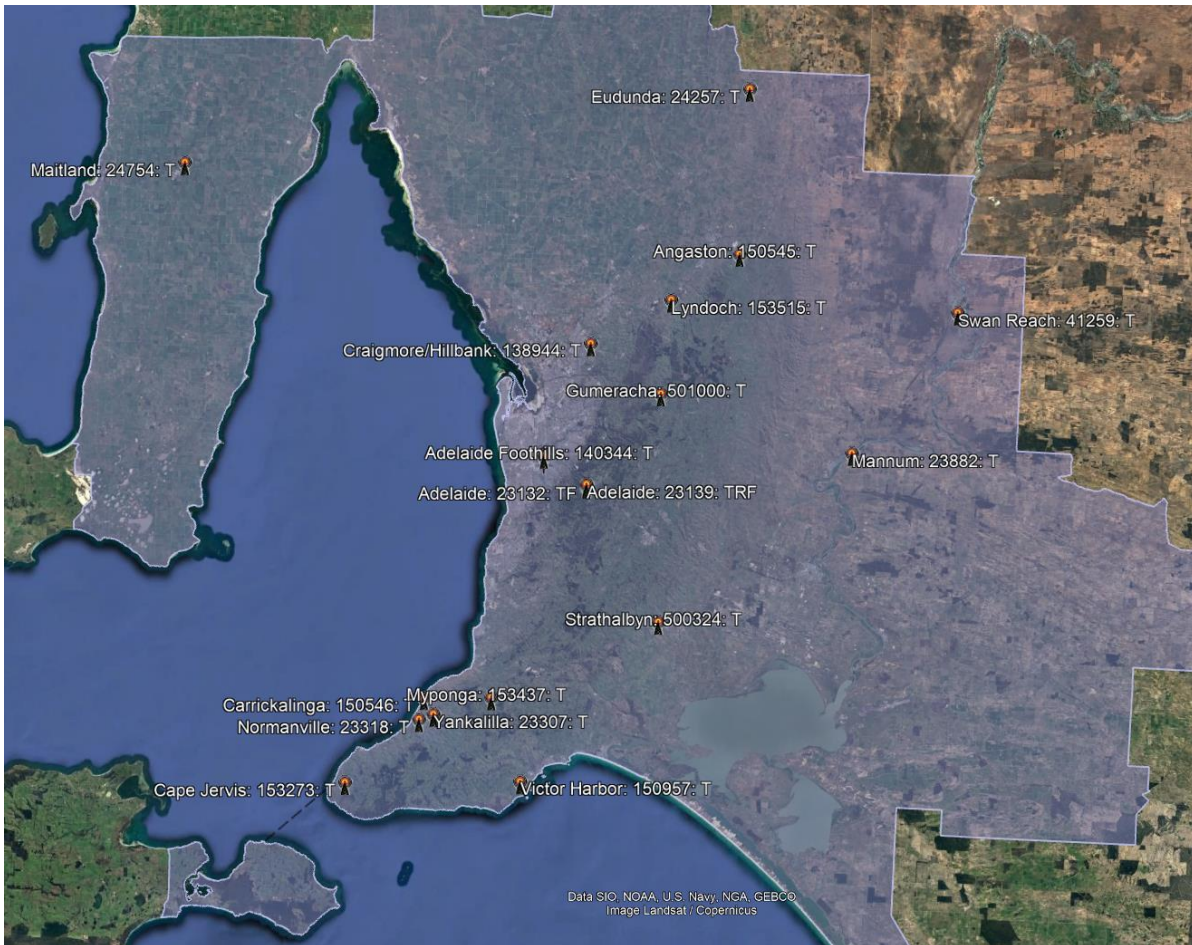 Eudunda: 24257: T
Maitland: 24754: T
Angaston: 150545: T
Lyndoch: 153515: T
Swan Reach: 41259: T
Craigmore/Hillbank: 138944: T
Gumeracha: 501000: T
Adelaide Foothills: 140344: T
Mannum: 23882: T
Adelaide: 23132: TF
Adelaide: 23139: TRF
Strathalbyn: 500324: T
Myponga: 153437: T
Carrickalinga: 150546: T
Normanville: 23318: T
Yankalilla: 23307: T
Cape Jervis: 153273: T
Victor Harbor: 150957: T
Data SIO, NOAA, U.S. Navy, NGA, GEBCO
Image Landsat / Copernicus